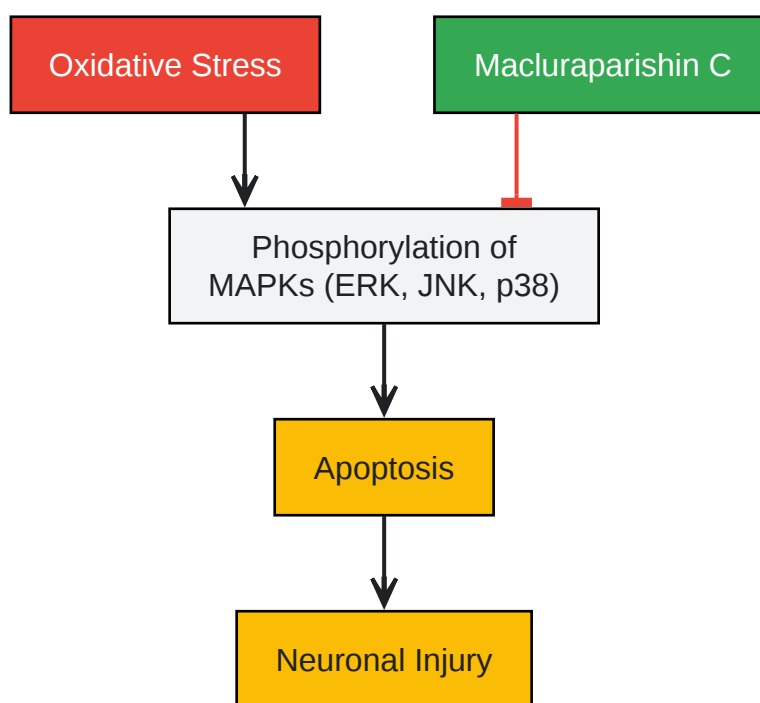 Oxidative Stress
Macluraparishin C
Phosphorylation of
MAPKs (ERK, JNK, p38)
Apoptosis
Neuronal Injury